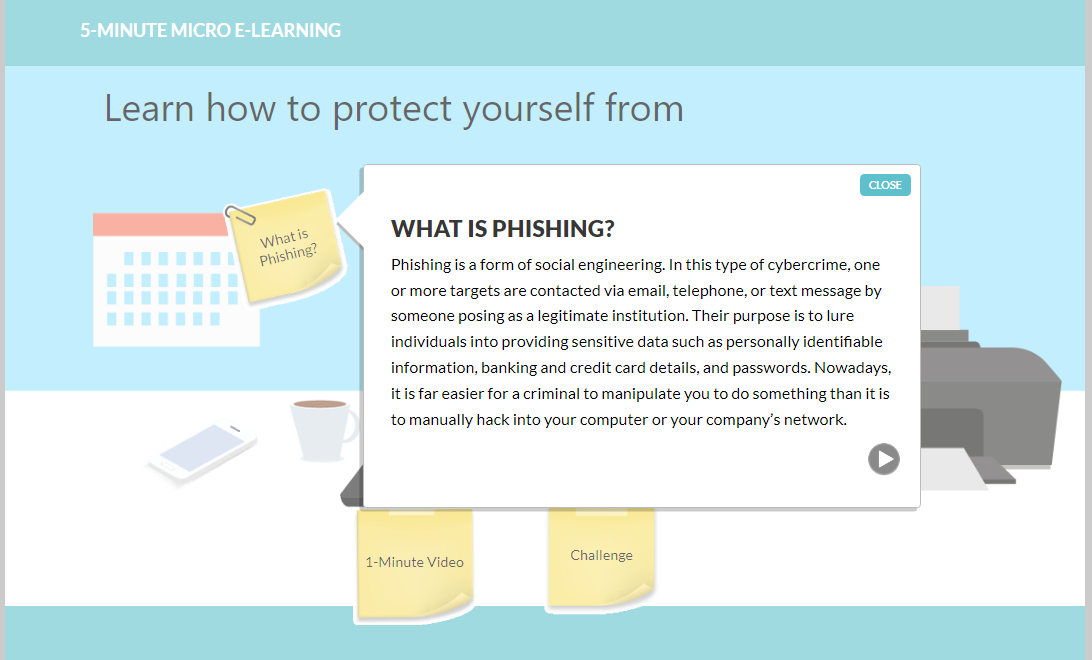 5-MINUTE MICRO E-LEARNING
Learn how to protect yourself from
What is
Phishing?
CLOSE
WHAT IS PHISHING?
Phishing is a form of social engineering. In this type of cybercrime, one
or more targets are contacted via email, telephone, or text message by
someone posing as a legitimate institution. Their purpose is to lure
individuals into providing sensitive data such as personally identifiable
information, banking and credit card details, and passwords. Nowadays,
it is far easier for a criminal to manipulate you to do something than it is
to manually hack into your computer or your company’s network.
1-Minute Video
Challenge